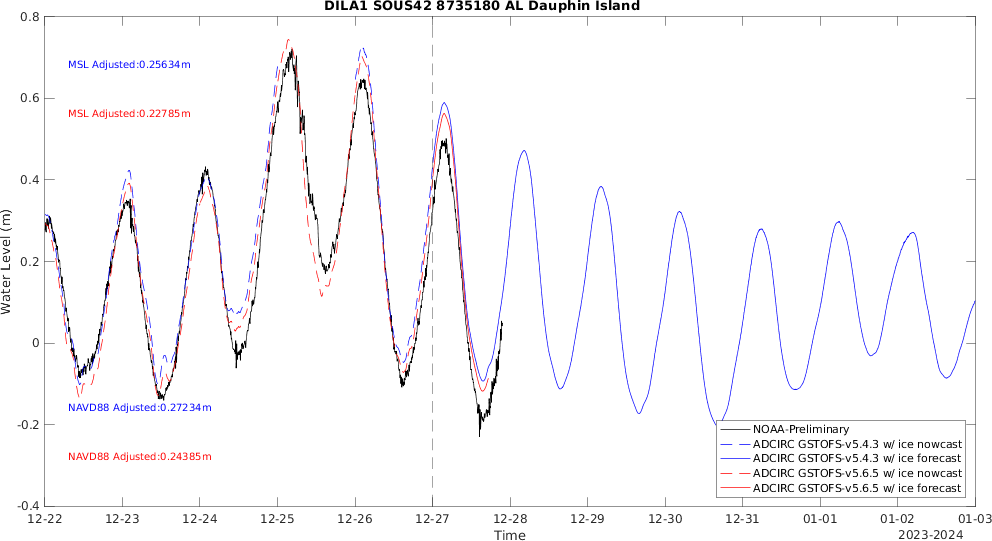 DILA1 SOUS42 8735180 AL Dauphin Island
0.8
MSL Adjusted:0.25634m
0.6
MSL Adjusted:0.22785m
0.4
Water Level (m)
0.2
0
-0.2
NAVD88 Adjusted:0.27234m
NAVD88 Adjusted:0.24385m
-0.4
NOAA-Preliminary
ADCIRC GSTOFS-v5.4.3 w/ ice nowcast
ADCIRC GSTOFS-v5.4.3 w/ ice forecast
ADCIRC GSTOFS-v5.6.5 w/ ice nowcast
ADCIRC GSTOFS-v5.6.5 w/ ice forecast
12-22 12-23 12-24 12-25 12-26 12-27 12-28 12-29 12-30 12-31 01-01 01-02 01-03
Time
2023-2024